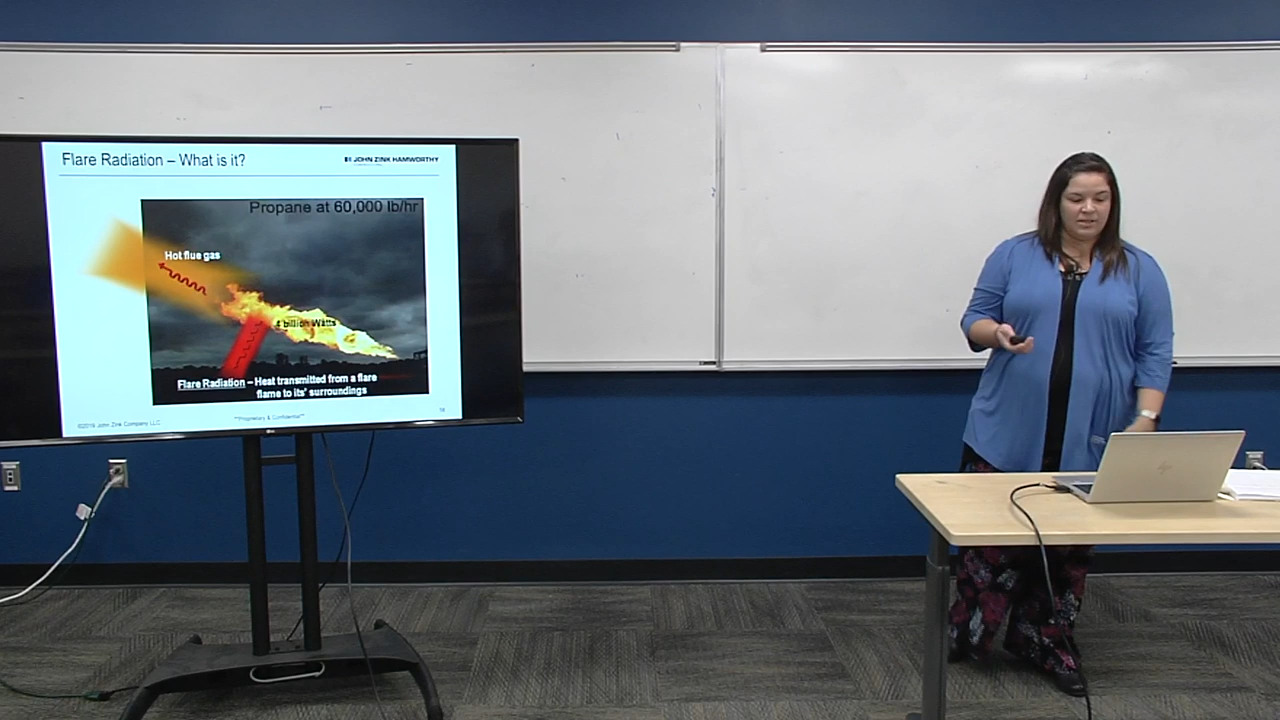 Flare Radiation – What is it?
JOHN ZINK HAMWORTHY
Propane at 60,000 lb/hr
Hot flue gas
billion Watts
Flare Radiation – Heat transmitted from a flare
flame to its' surroundings
**Proprietary & Confidential**
©2019 John Zink Company LLC